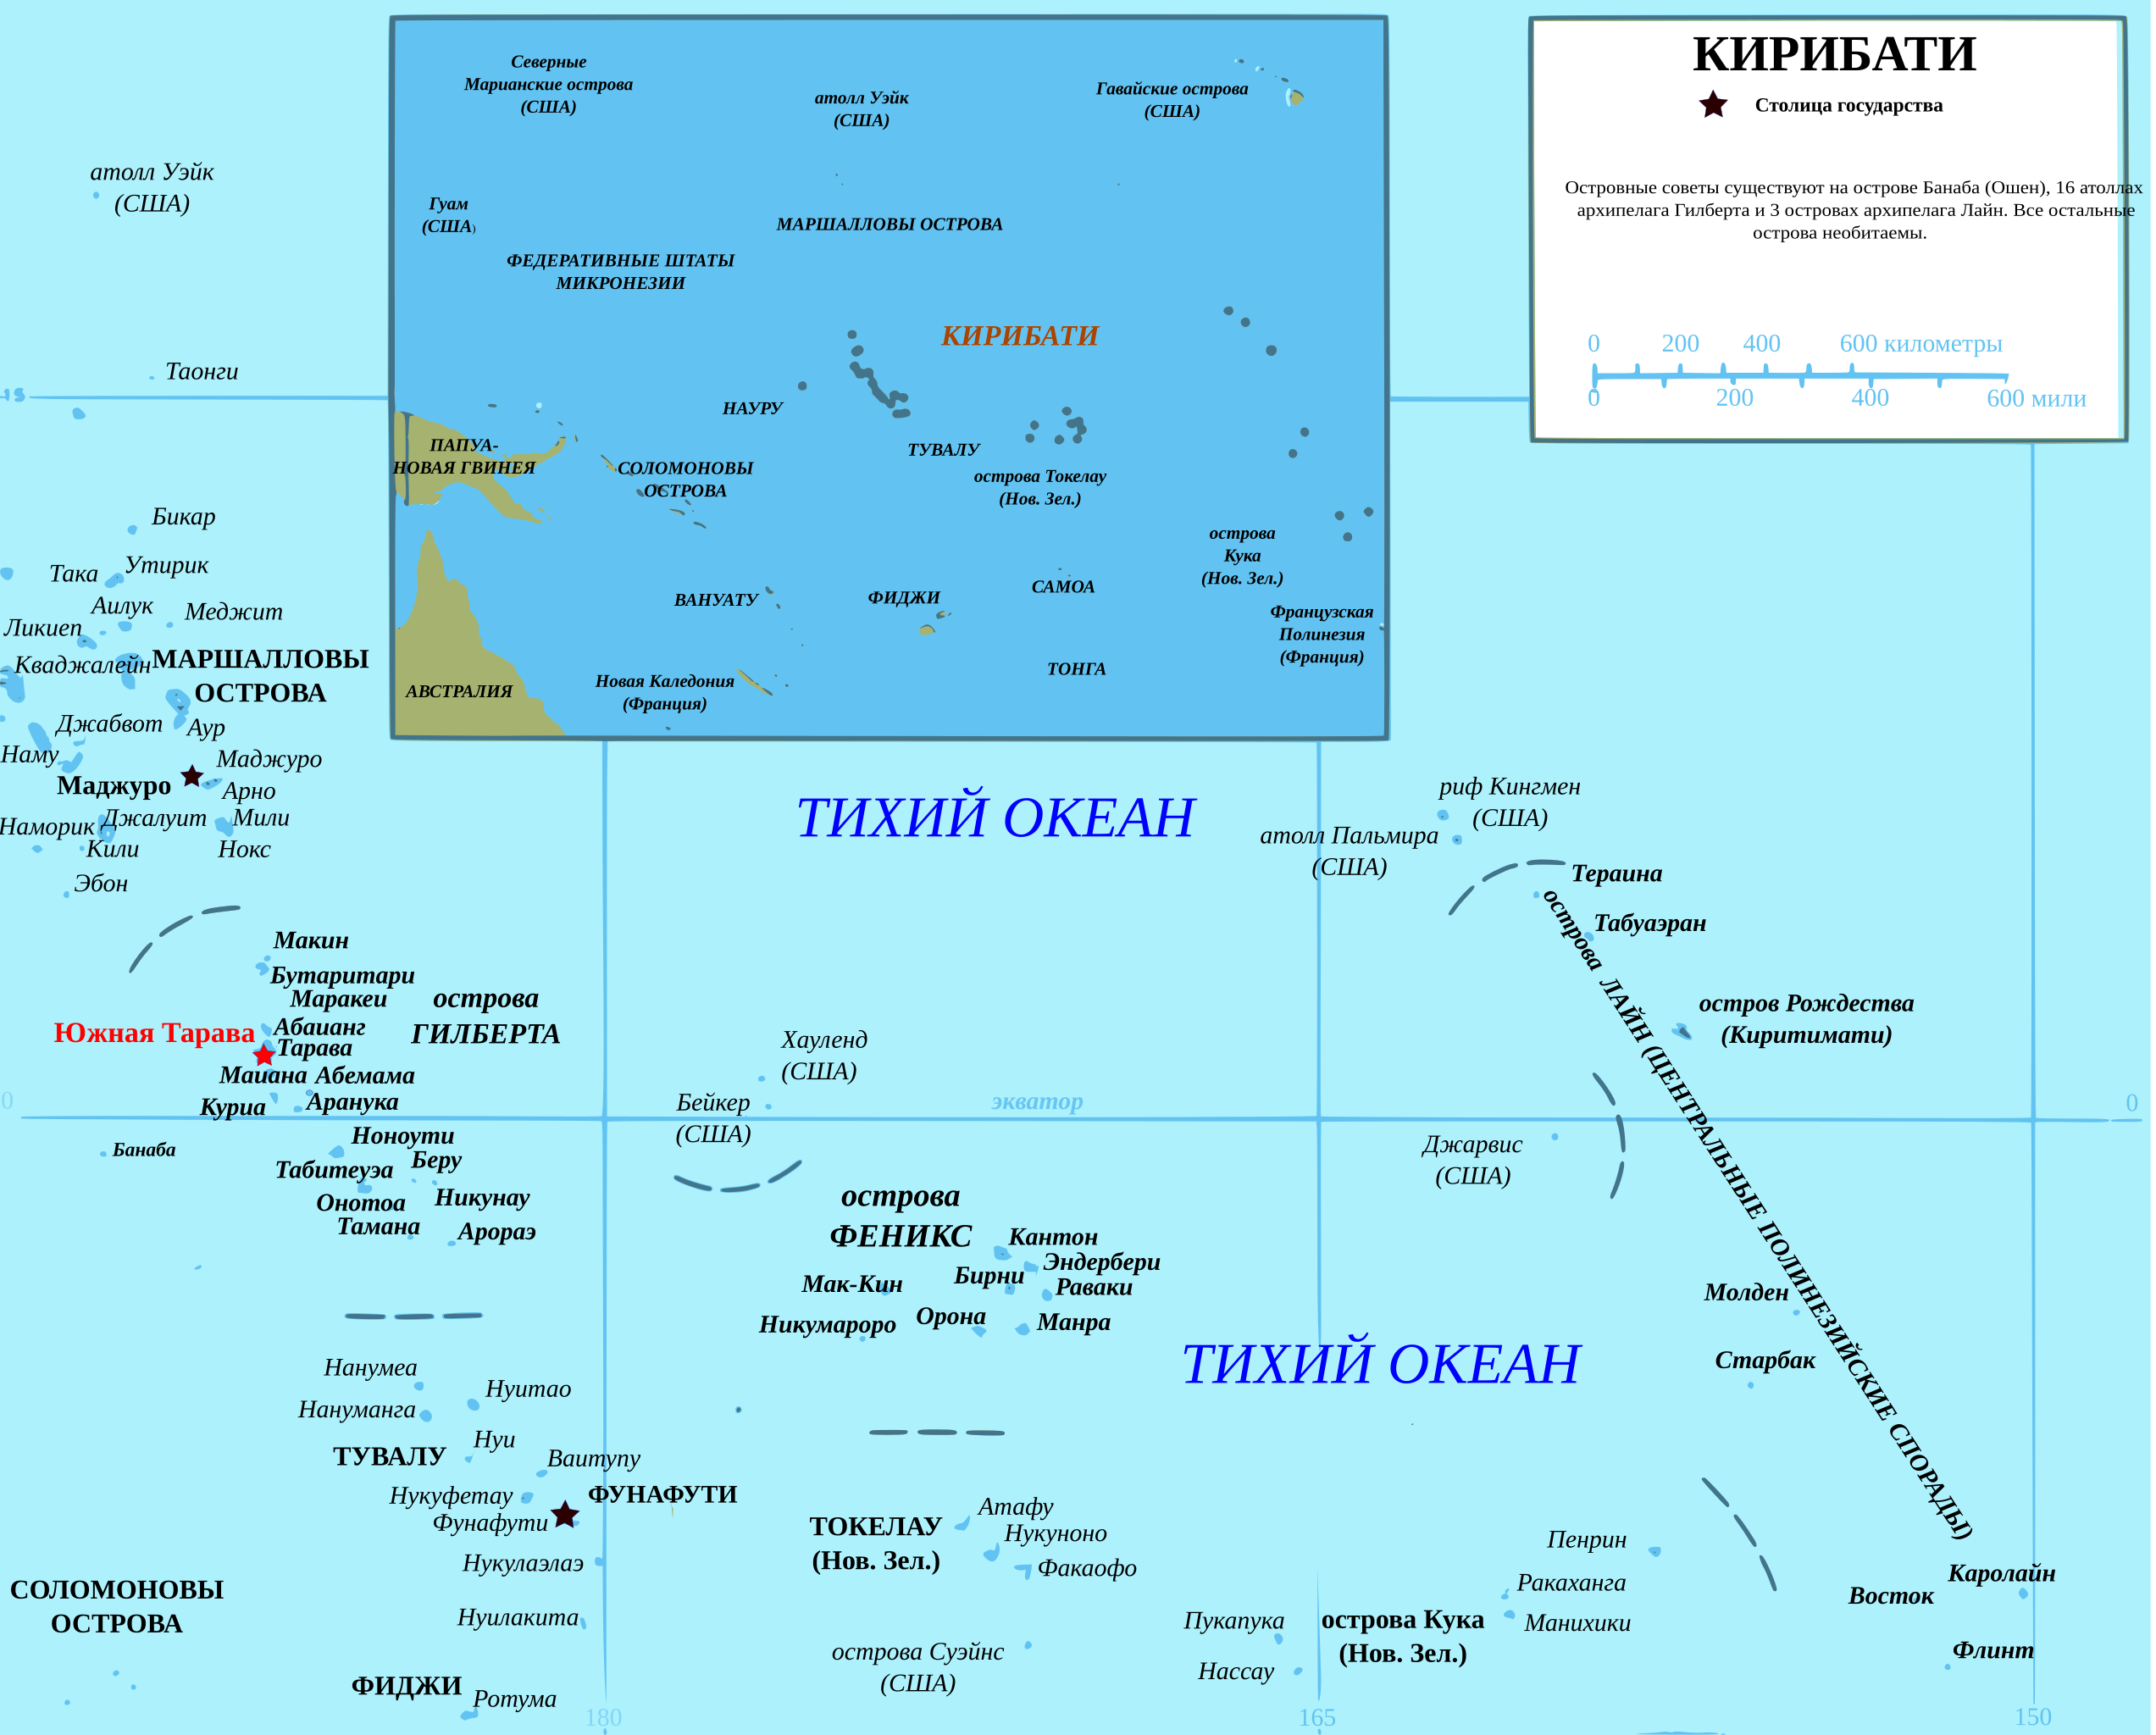 КИРИБАТИ
Столица государства
Островные советы существуют на острове Банаба (Ошен), 16 атоллах
архипелага Гилберта и 3 островах архипелага Лайн. Все остальные
острова необитаемы.
0 200 400 600 километры
0 200 400 600 мили
Северные
Марианские острова
(США)
атолл Уэйк
(США)
Гавайские острова
(США)
Гуам
(США)
МАРШАЛЛОВЫ ОСТРОВА
ФЕДЕРАТИВНЫЕ ШТАТЫ
МИКРОНЕЗИИ
КИРИБАТИ
НАУРУ
ПАПУА-
НОВАЯ ГВИНЕЯ
СОЛОМОНОВЫ
ОСТРОВА
ТУВАЛУ
острова Токелау
(Нов. Зел.)
острова
Кука
(Нов. Зел.)
ВАНУАТУ
ФИДЖИ
САМОА
Французская
Полинезия
(Франция)
ТОНГА
АВСТРАЛИЯ
Новая Каледония
(Франция)
атолл Уэйк
(США)
Таонги
15
Бикар
Така
Утирик
Аилук
Меджит
Ликиеп
Кваджалейн
МАРШАЛЛОВЫ
ОСТРОВА
Джабвот
Аур
Наму
Маджуро
Маджуро
Арно
Наморик
Джалуит
Мили
Кили
Нокс
Эбон
ТИХИЙ ОКЕАН
риф Кингмен
(США)
атолл Пальмира
(США)
Тераина
Табуаэран
острова ЛАЙН (ЦЕНТРАЛЬНЫЕ ПОЛИНЕЗИЙСКИЕ СПОРАДЫ)
остров Рождества
(Киритимати)
Макин
Бутаритари
Маракеи
острова
ГИЛБЕРТА
Южная Тарава
Абаианг
Тарава
Маиана
Абемама
Куриа
Аранука
0
экватор
0
Хауленд
(США)
Бейкер
(США)
Джарвис
(США)
Банаба
Ноноути
Табитеуэа
Беру
Онотоа
Никунау
Тамана
Арораэ
острова
ФЕНИКС
Кантон
Эндербери
Бирни
Раваки
Мак-Кин
Никумароро
Орона
Манра
Молден
Старбак
ТИХИЙ ОКЕАН
Нанумеа
Нуитао
Нануманга
Нуи
ТУВАЛУ
Ваитупу
Нукуфетау
ФУНАФУТИ
Фунафути
Нукулаэлаэ
Нуилакита
СОЛОМОНОВЫ
ОСТРОВА
ФИДЖИ
Ротума
ТОКЕЛАУ
(Нов. Зел.)
Атафу
Нукуноно
Факаофо
острова Суэйнс
(США)
Пенрин
Ракаханга
Манихики
Пукапука
острова Кука
(Нов. Зел.)
Нассау
Каролайн
Восток
Флинт
180
165
150